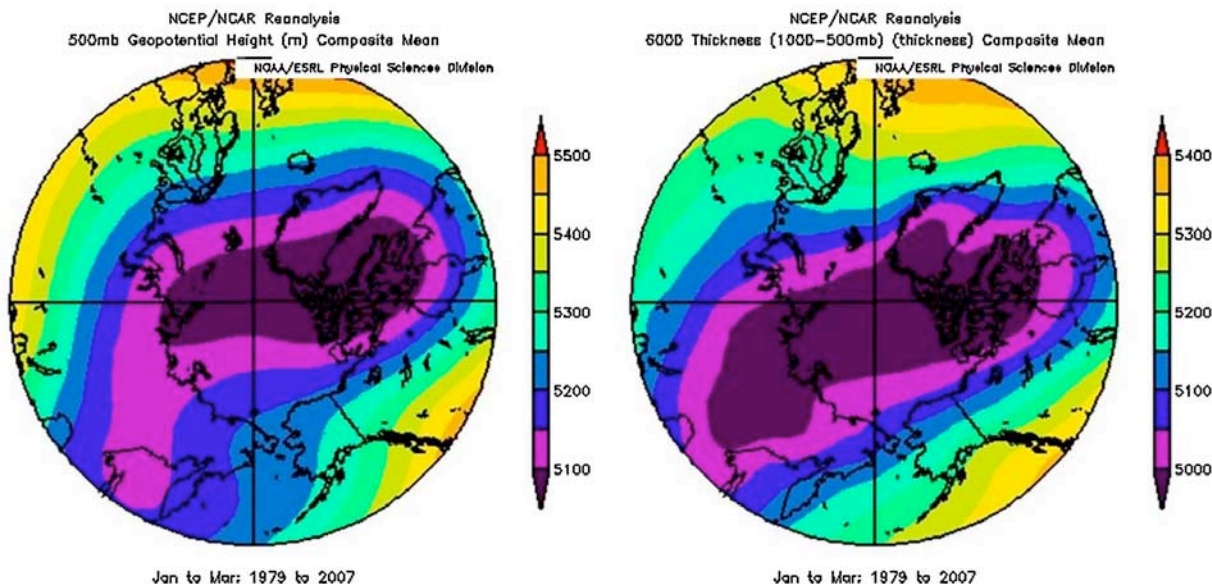 NCEP/NCAR Reanalysis
500mb Geopotential Height (m) Composite Mean
NOAA/ESRL Physical Sciences Division
5500
5400
5300
5200
5100
Jan to Mar: 1979 to 2007
NCEP/NCAR Reanalysis
6000 Thickness (1000-500mb) (thickness) Composite Mean
NOAA/ESRL Physical Sciences Division
5400
5300
5200
5100
5000
Jan to Mar: 1979 to 2007